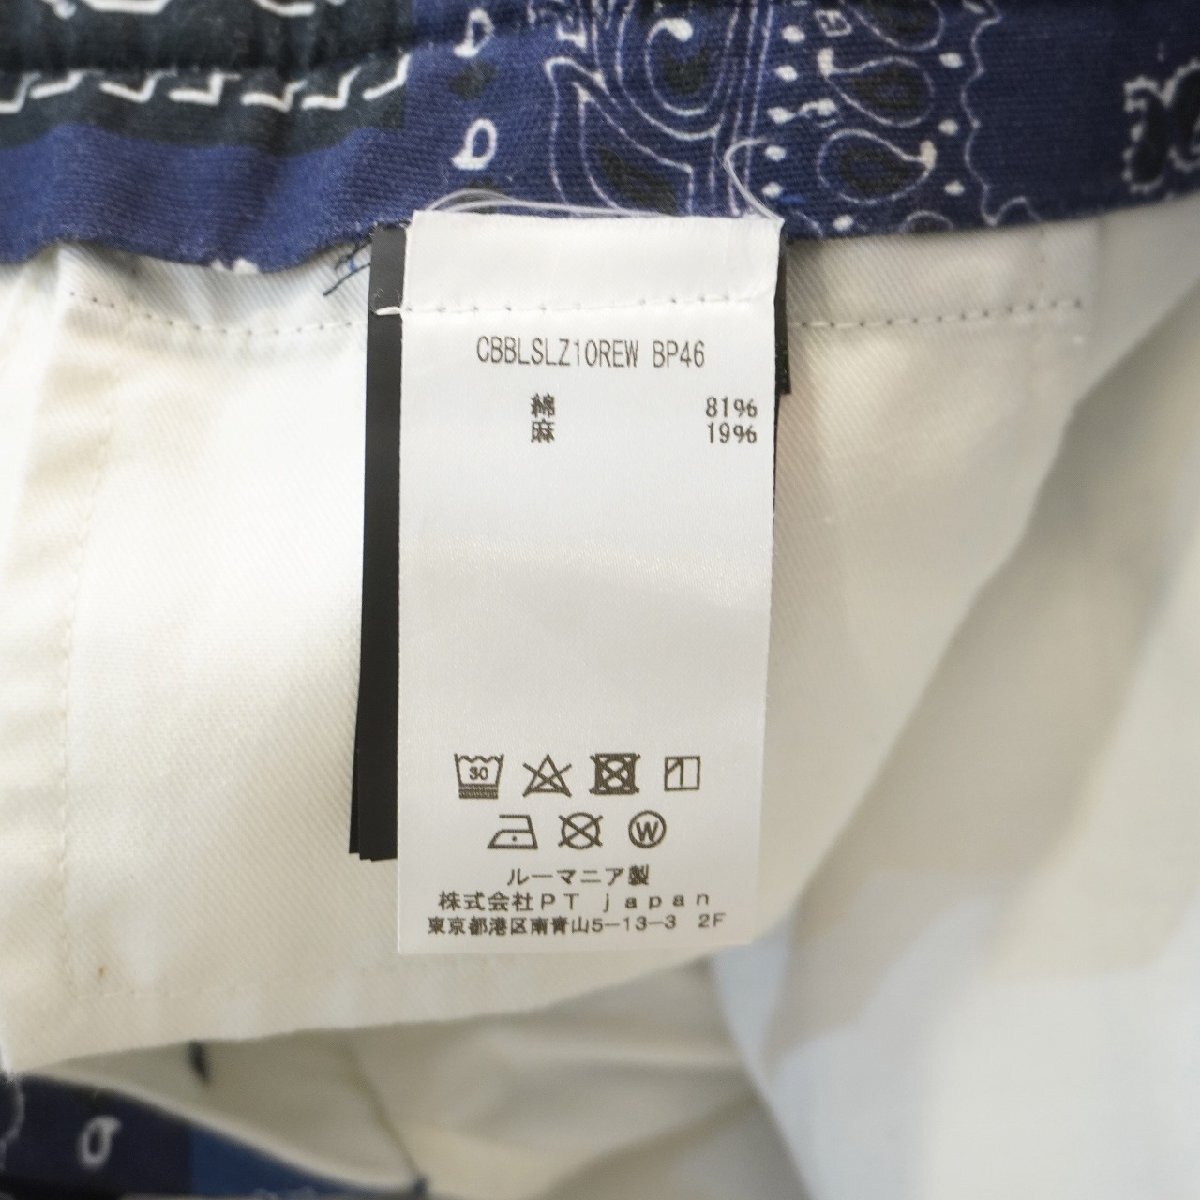 CBBLSLZ10REW BP46
綿 81%
麻 19%
30
W
ルーマニア製
株式会社PT japan
東京都港区南青山5-13-3 2F